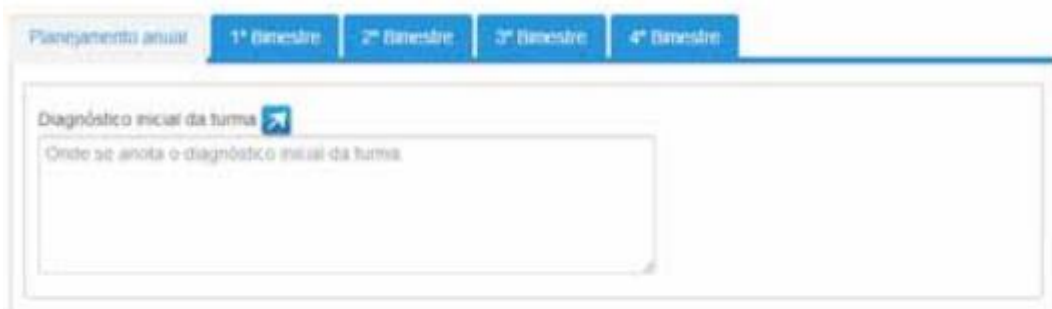 Planejamento anual 1º Bimestre 2º Bimestre 3º Bimestre 4º Bimestre
Diagnóstico inicial da turma
Onde se anota o diagnóstico inicial da turma